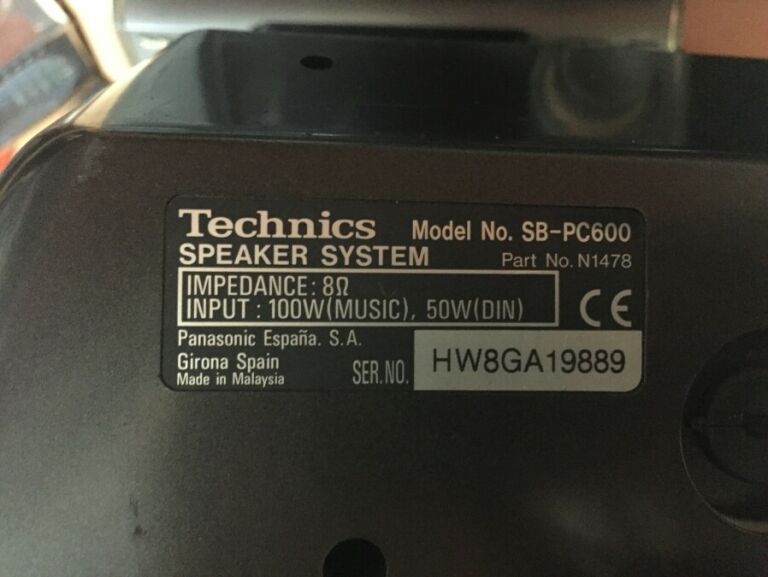 Technics Model No. SB-PC600
SPEAKER SYSTEM Part No. N1478
IMPEDANCE: 8Ω
INPUT : 100W(MUSIC), 50W(DIN)
CE
Panasonic España. S.A.
Girona Spain
Made in Malaysia
SER.NO. HW8GA19889